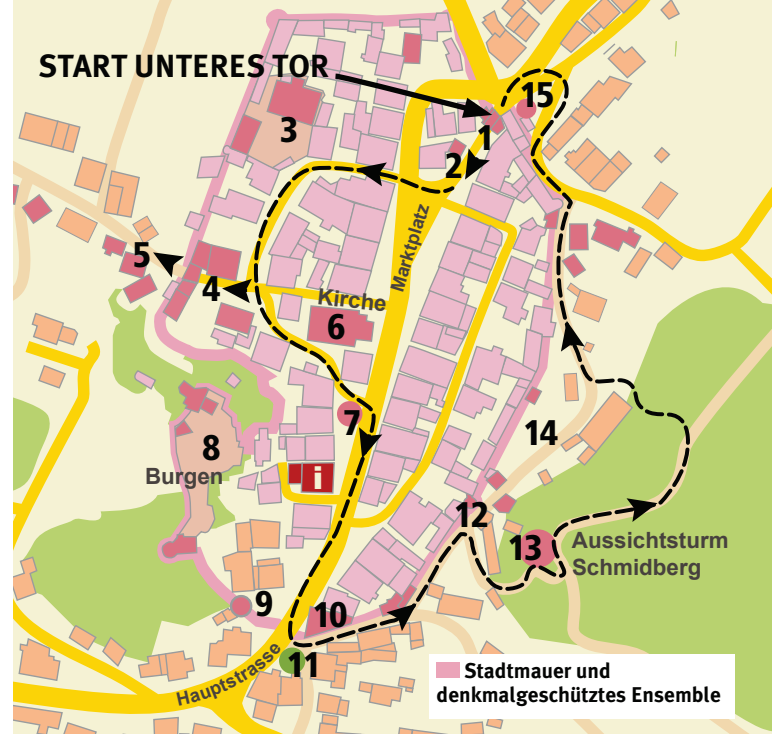 START UNTERES TOR
15
1
3
2
Marktplatz
5
4
Kirche
6
7
8
Burgen
i
14
12
13
Aussichtsturm
Schmidberg
9
10
11
Hauptstrasse
Stadtmauer und
denkmalgeschütztes Ensemble